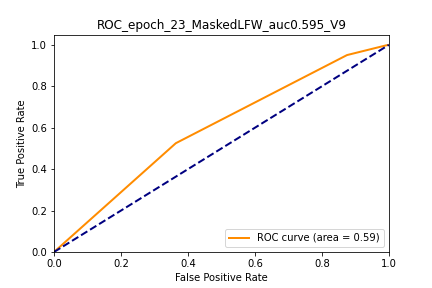 ROC_epoch_23_MaskedLFW_auc0.595_V9
1.0
0.8
0.6
0.4
0.2
0.0
True Positive Rate
ROC curve (area = 0.59)
0.0 0.2 0.4 0.6 0.8 1.0
False Positive Rate